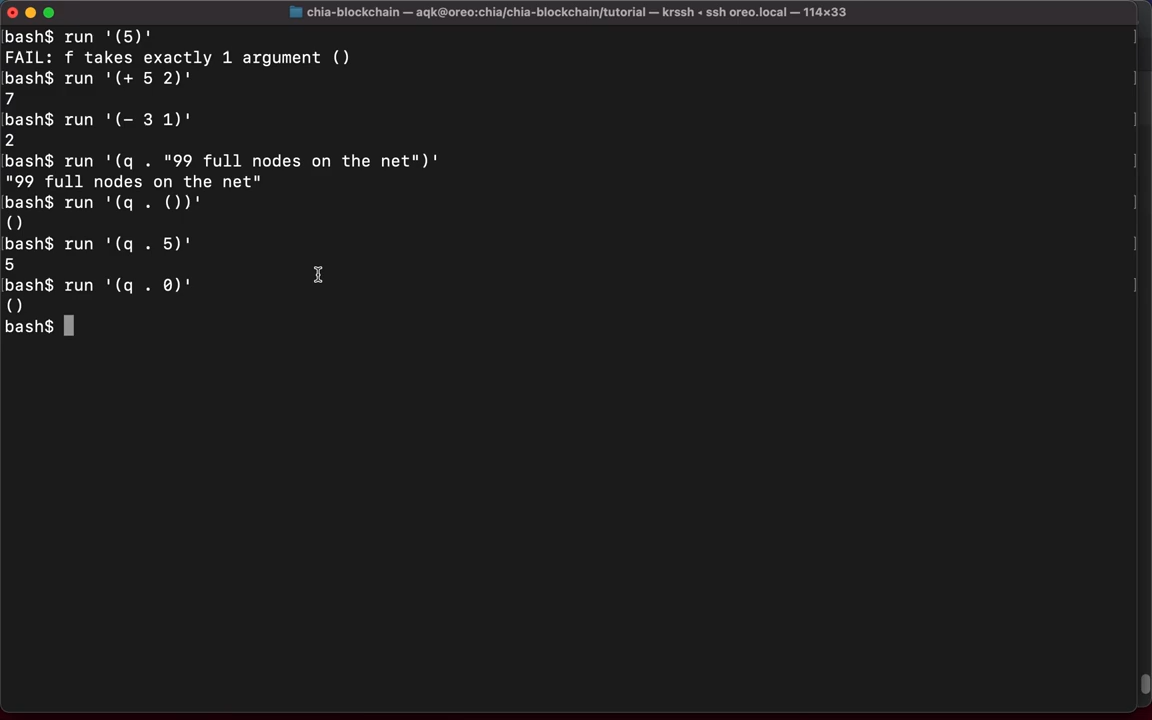 chia-blockchain — aqk@oreo:chia/chia-blockchain/tutorial — krssh ◂ ssh oreo.local — 114×33
[bash$ run '(5)' ]
FAIL: f takes exactly 1 argument ()
[bash$ run '(+ 5 2)' ]
7
[bash$ run '(- 3 1)' ]
2
[bash$ run '(q . "99 full nodes on the net")' ]
"99 full nodes on the net"
[bash$ run '(q . ())' ]
()
[bash$ run '(q . 5)' ]
5
[bash$ run '(q . 0)' ]
()
bash$